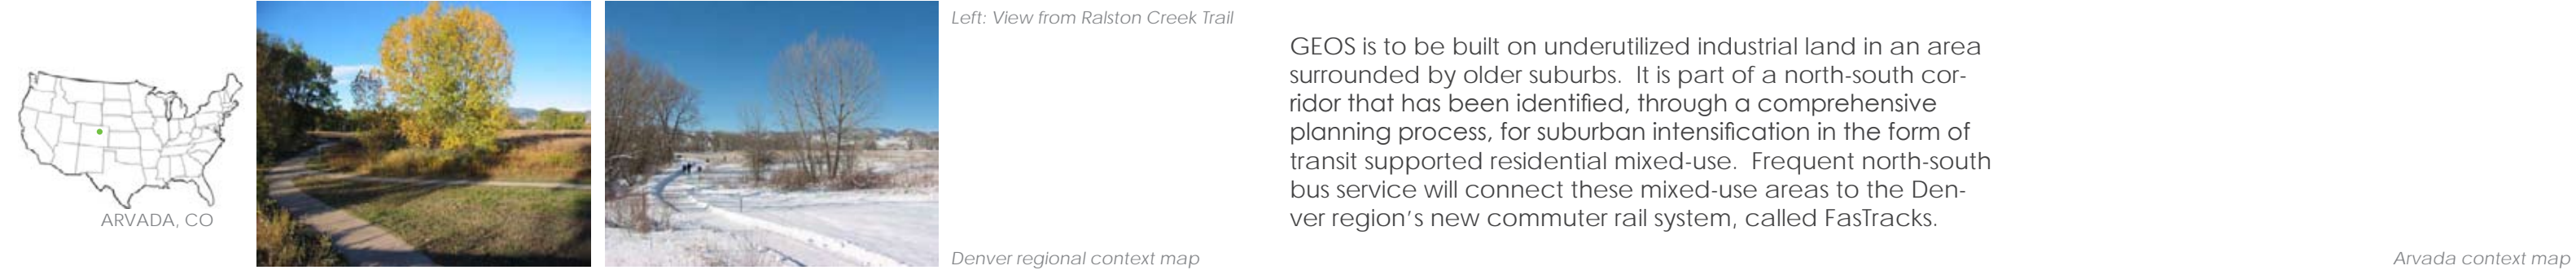 ARVADA, CO
Left: View from Ralston Creek Trail
Denver regional context map
GEOS is to be built on underutilized industrial land in an area
surrounded by older suburbs.  It is part of a north-south cor-
ridor that has been identified, through a comprehensive
planning process, for suburban intensification in the form of
transit supported residential mixed-use.  Frequent north-south
bus service will connect these mixed-use areas to the Den-
ver region's new commuter rail system, called FasTracks.
Arvada context map